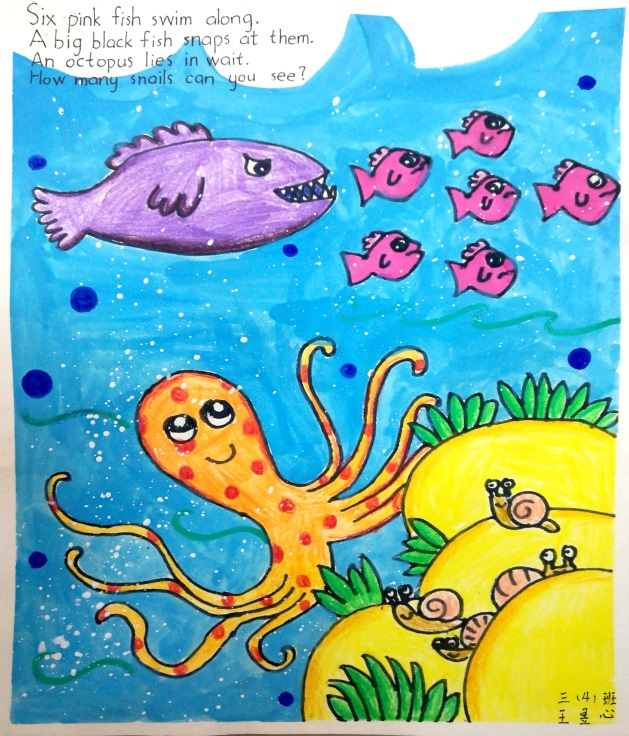 Six pink fish swim along.
A big black fish snaps at them.
An octopus lies in wait.
How many snails can you see?
三(4)班
王昱心